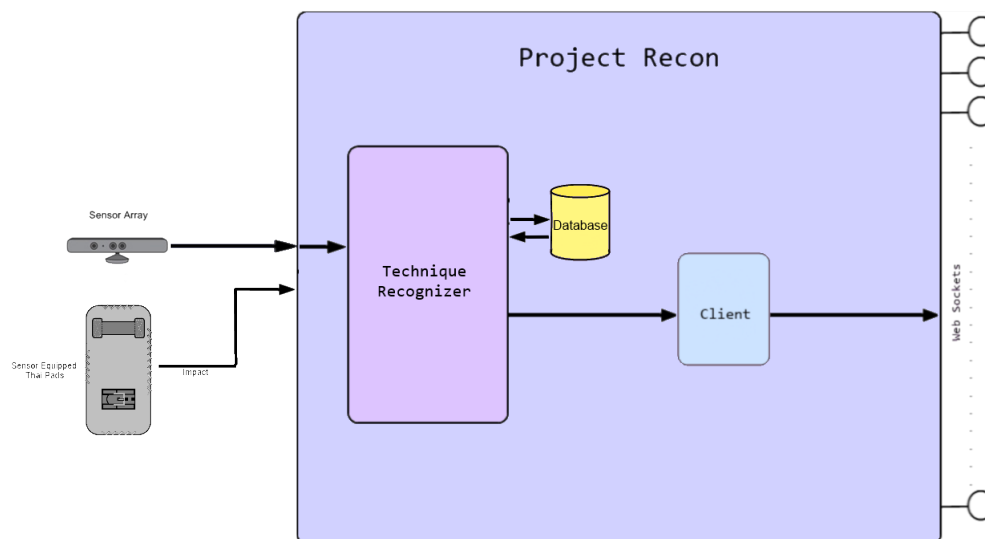 Project Recon
Sensor Array
Database
Technique
Recognizer
Client
Web Sockets
Sensor Equipped
Thai Pads
Impact